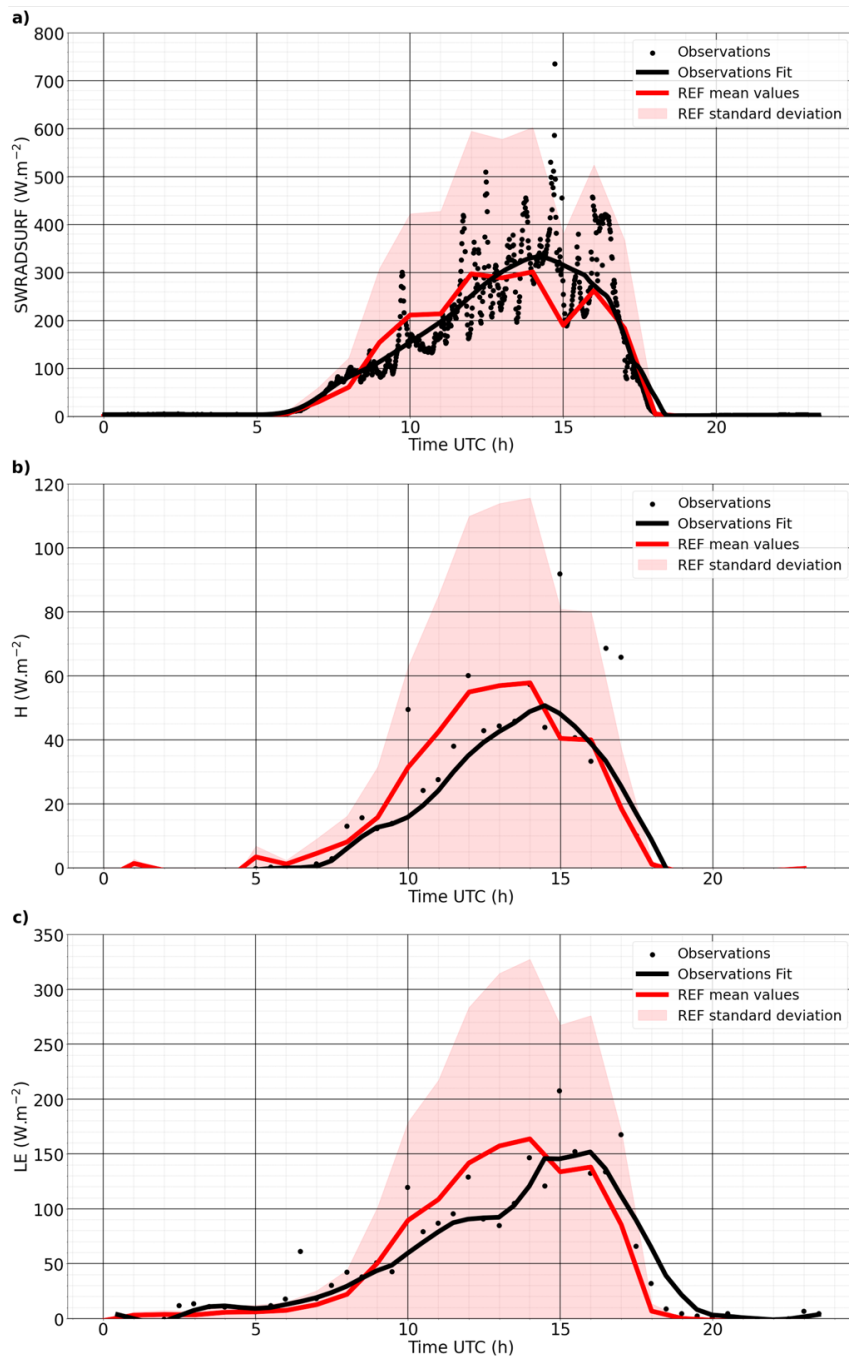 a)
800
700
600
500
400
300
200
100
0
SWRADSURF (W.m⁻²)
Observations
Observations Fit
REF mean values
REF standard deviation
0 5 10 15 20
Time UTC (h)
b)
120
100
80
60
40
20
0
H (W.m⁻²)
Observations
Observations Fit
REF mean values
REF standard deviation
0 5 10 15 20
Time UTC (h)
c)
350
300
250
200
150
100
50
0
LE (W.m⁻²)
Observations
Observations Fit
REF mean values
REF standard deviation
0 5 10 15 20
Time UTC (h)